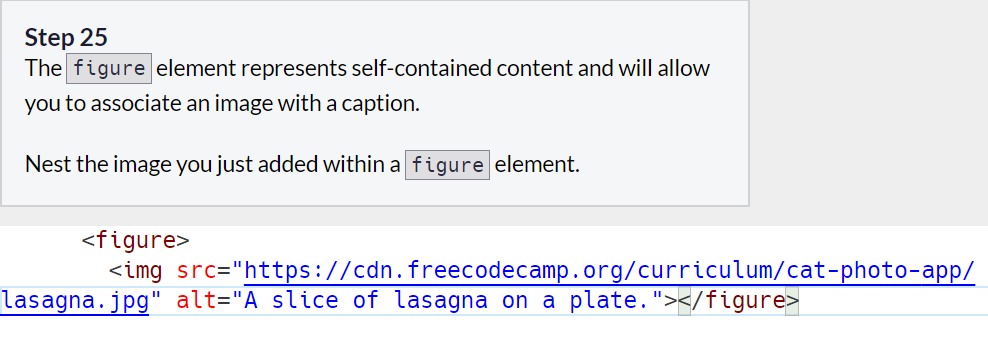 Step 25
The figure element represents self-contained content and will allow
you to associate an image with a caption.
Nest the image you just added within a figure element.
<figure>
<img src="https://cdn.freecodecamp.org/curriculum/cat-photo-app/
lasagna.jpg" alt="A slice of lasagna on a plate."></figure>